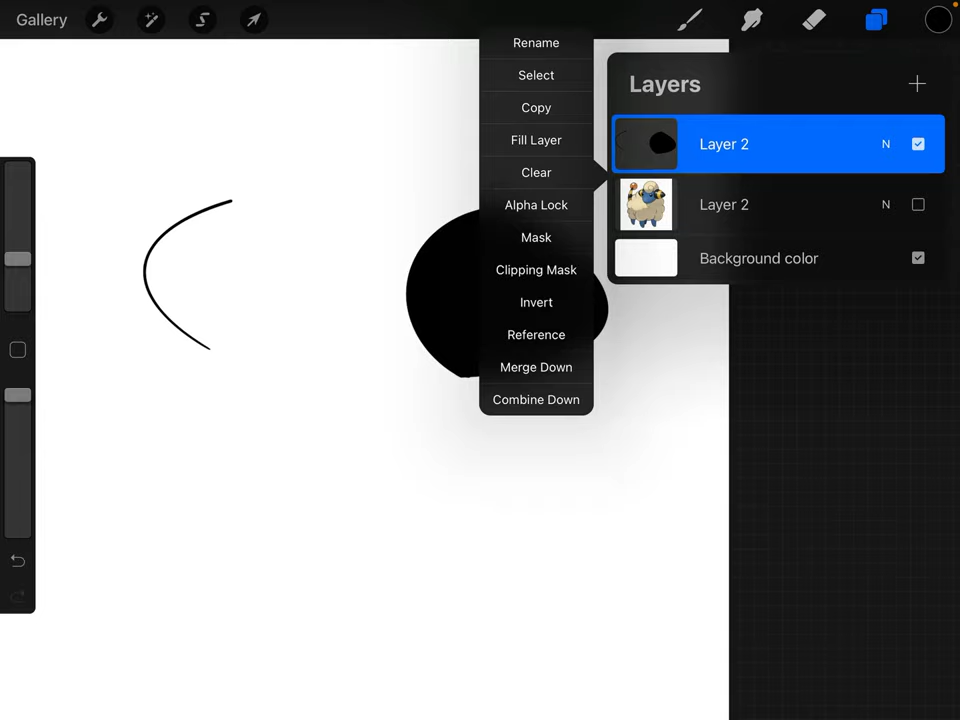 Gallery
Rename
Select
Copy
Fill Layer
Clear
Alpha Lock
Mask
Clipping Mask
Invert
Reference
Merge Down
Combine Down
Layers
Layer 2 N
Layer 2 N
Background color